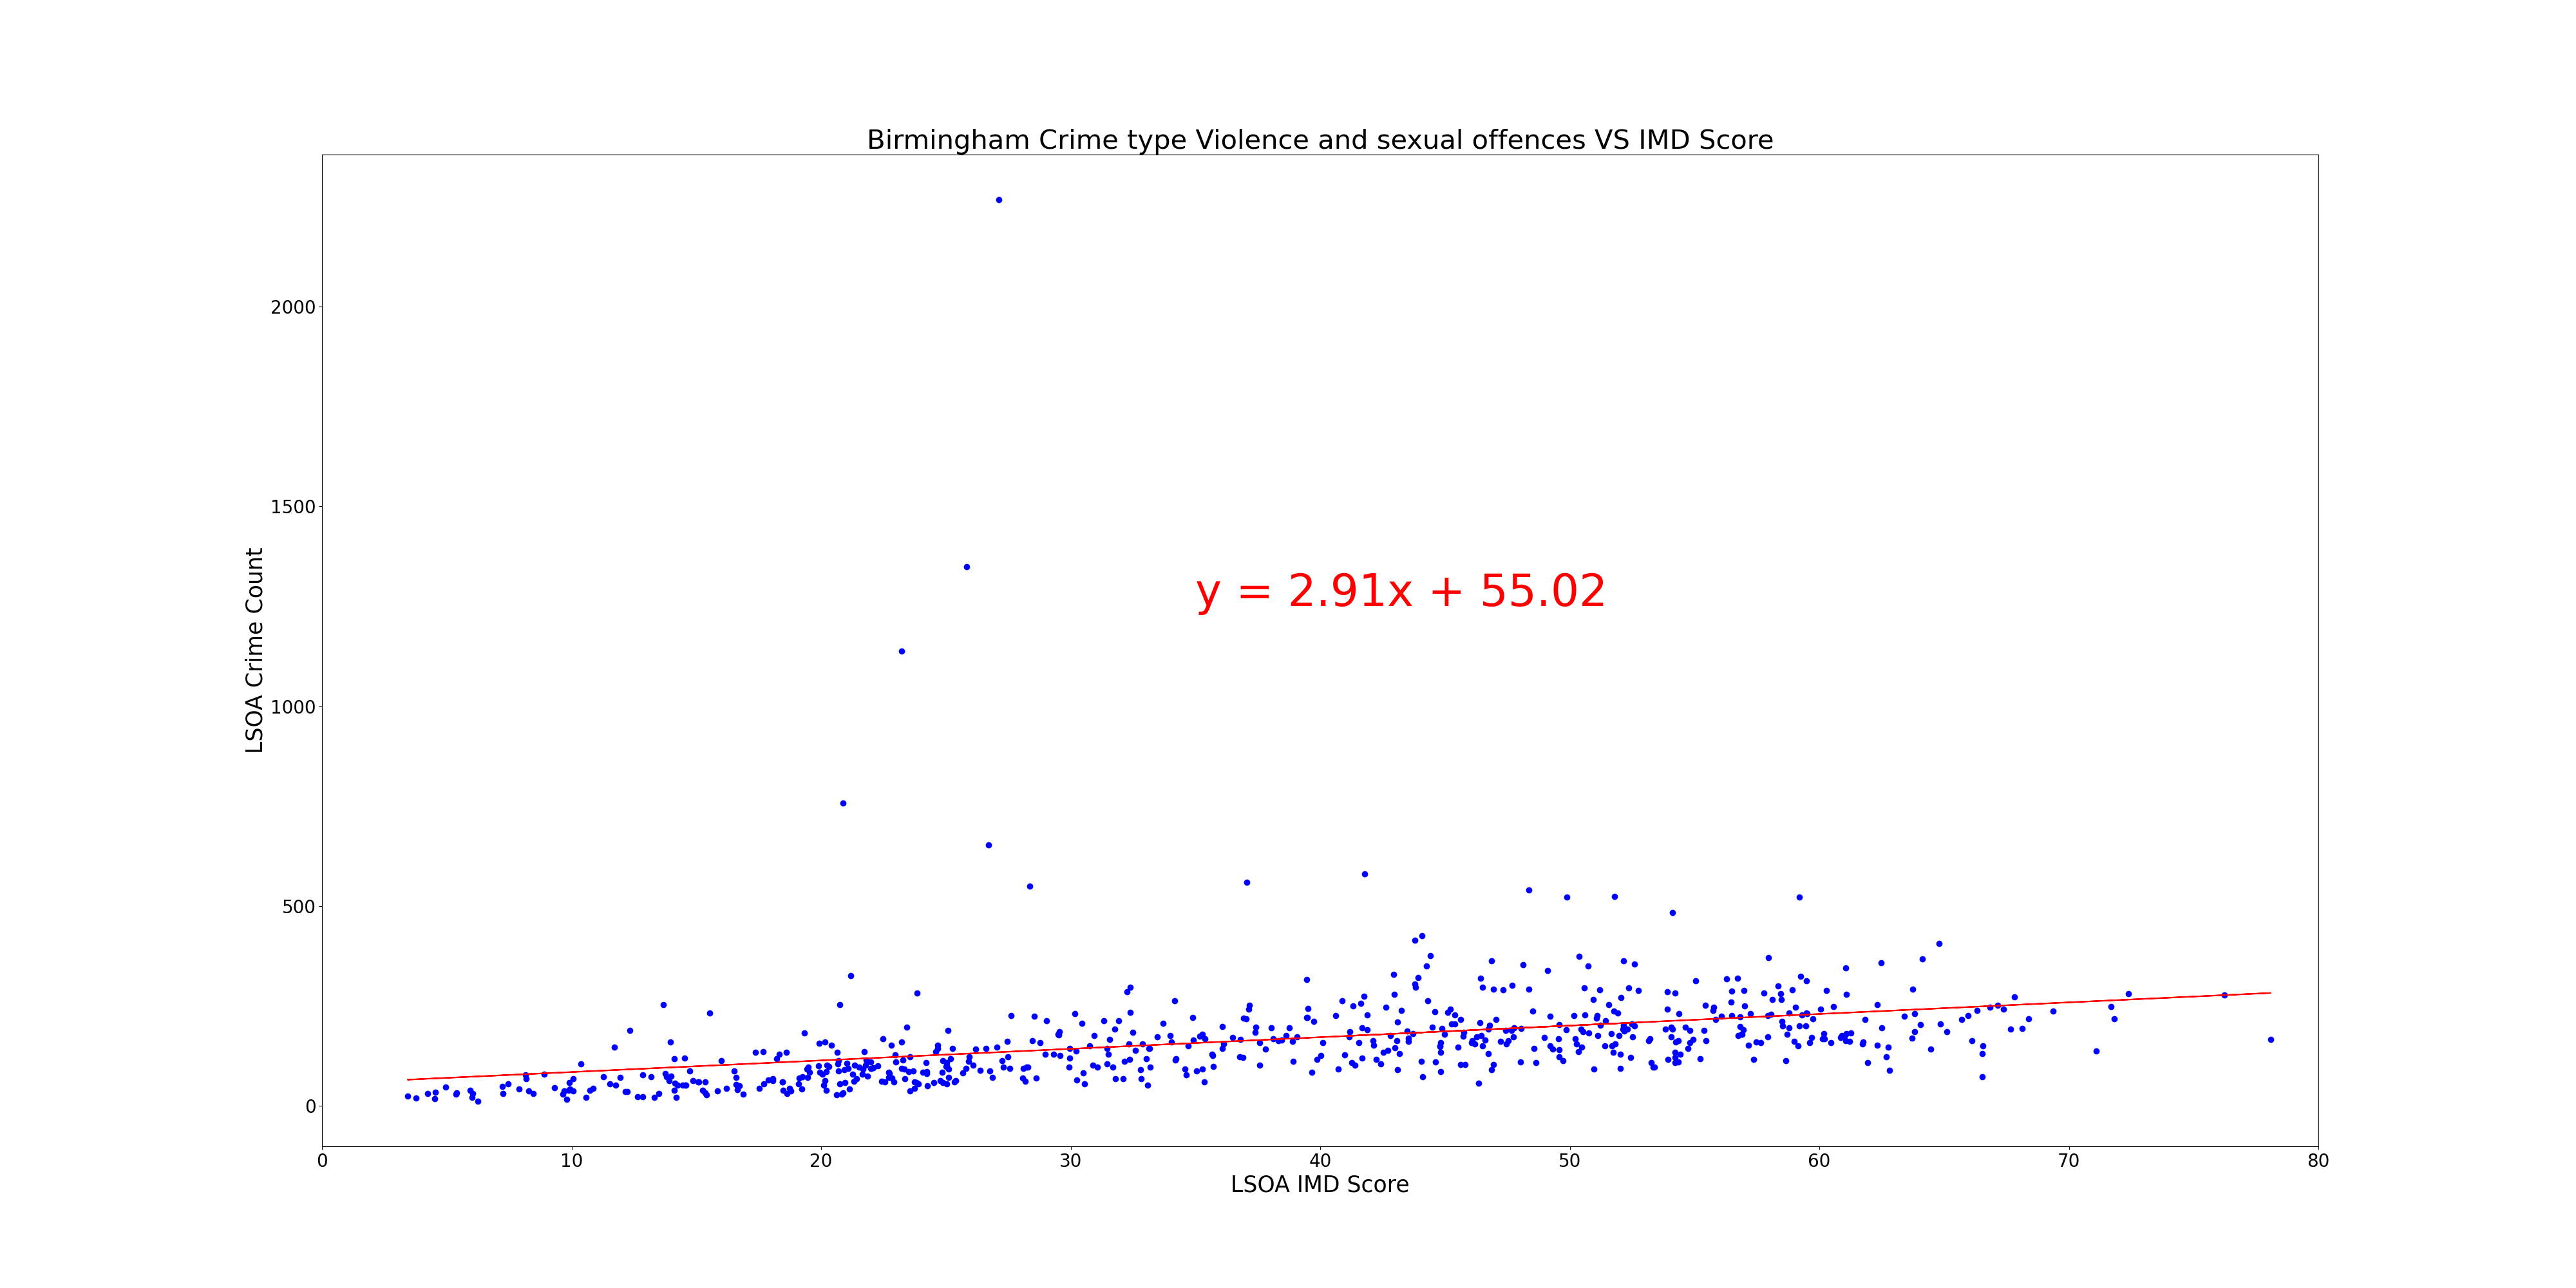 Birmingham Crime type Violence and sexual offences VS IMD Score
2000
1500
1000
500
0
LSOA Crime Count
y = 2.91x + 55.02
0 10 20 30 40 50 60 70 80
LSOA IMD Score